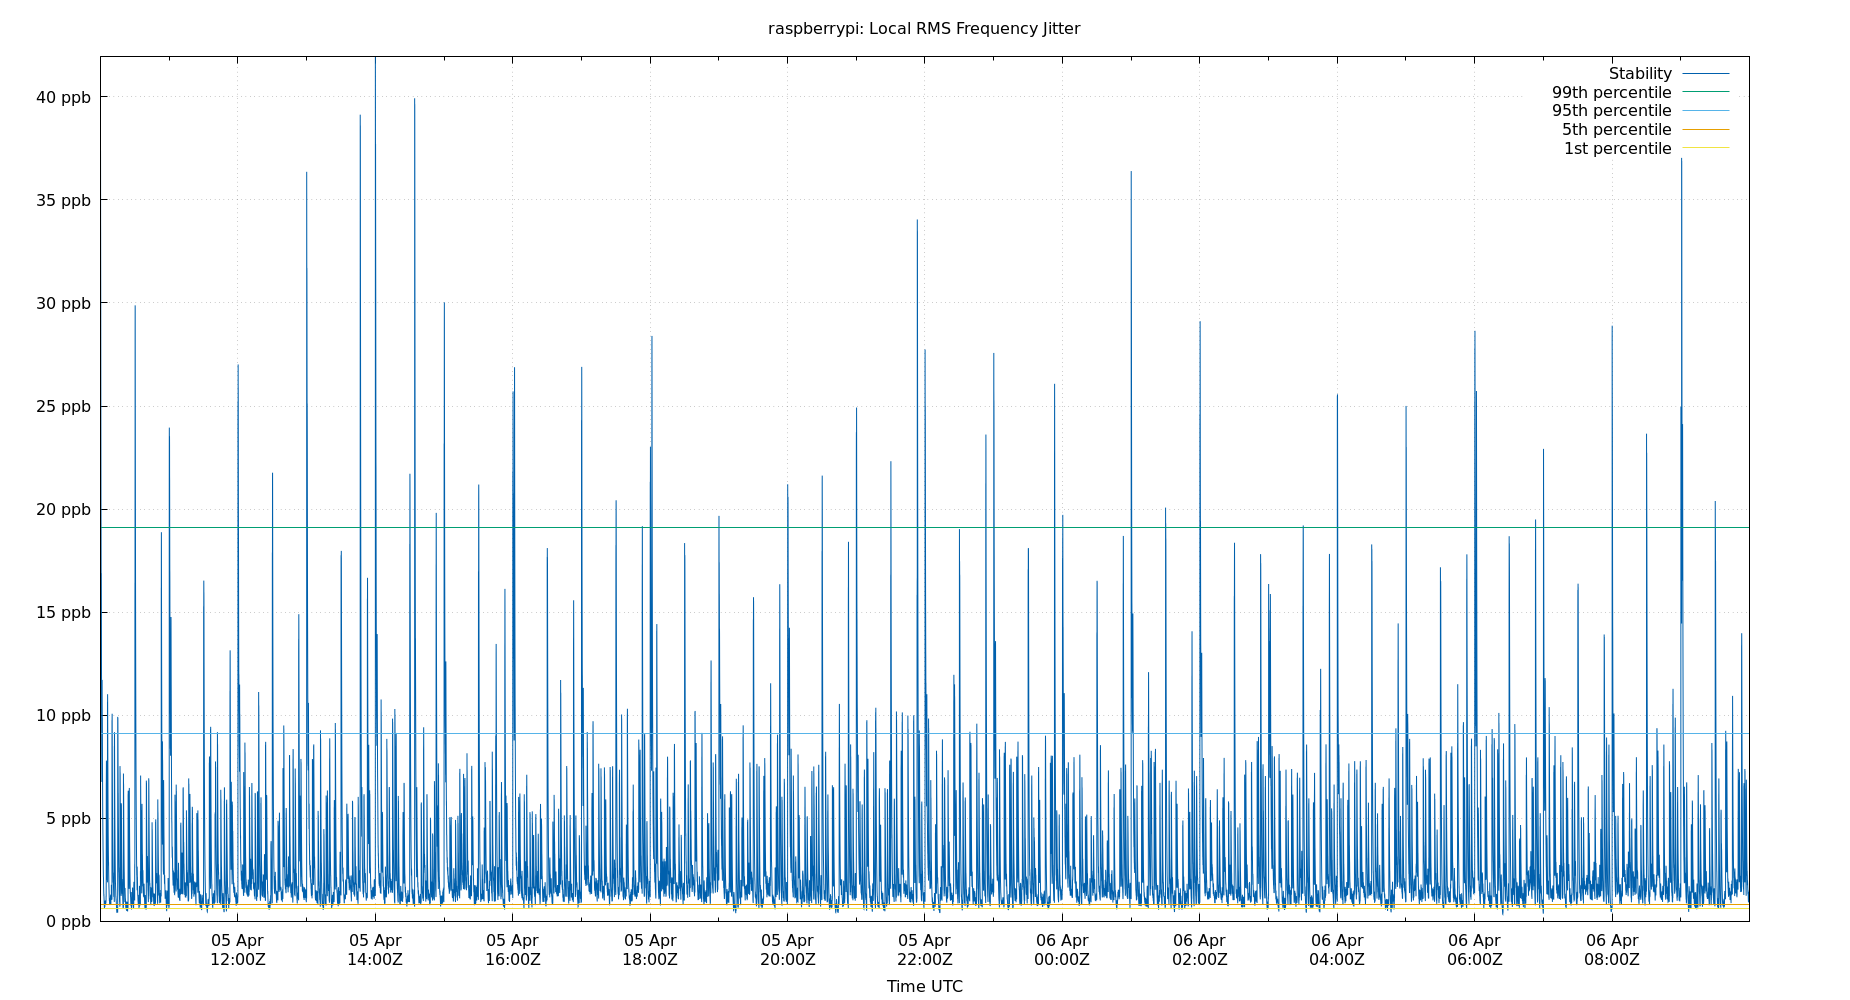 raspberrypi: Local RMS Frequency Jitter
Stability
99th percentile
95th percentile
5th percentile
1st percentile
40 ppb
35 ppb
30 ppb
25 ppb
20 ppb
15 ppb
10 ppb
5 ppb
0 ppb
05 Apr 05 Apr 05 Apr 05 Apr 05 Apr 05 Apr 06 Apr 06 Apr 06 Apr 06 Apr 06 Apr
12:00Z 14:00Z 16:00Z 18:00Z 20:00Z 22:00Z 00:00Z 02:00Z 04:00Z 06:00Z 08:00Z
Time UTC